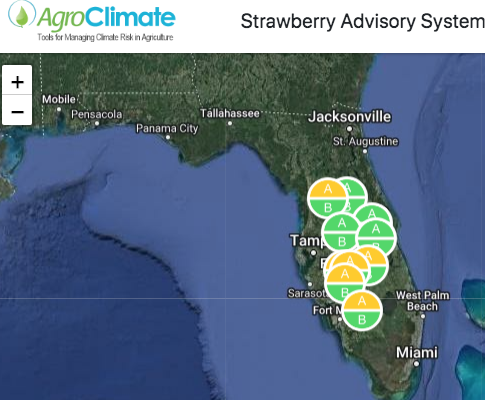 AgroClimate
Tools for Managing Climate Risk in Agriculture
Strawberry Advisory System
+
−
Mobile
Pensacola
Tallahassee
Jacksonville
Panama City
St. Augustine
A A
B B
A
A A
B B
Tamp
A
A
A
B
Sarasot
West Palm
Beach
Fort M
A
B
Miami